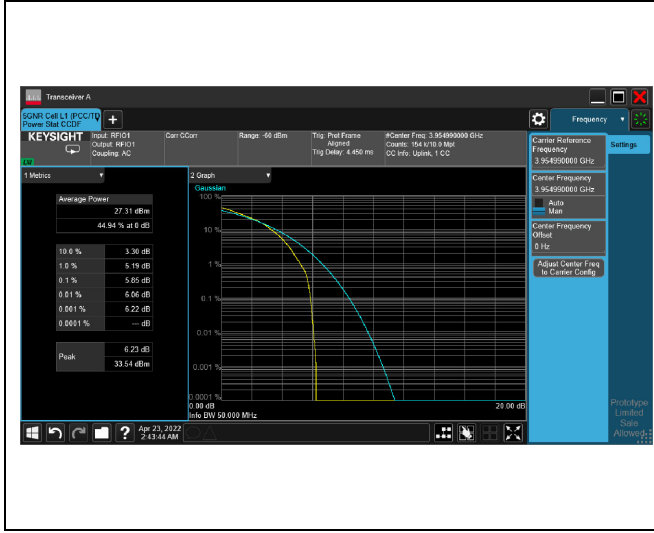 Transceiver A
5GNR Cell L1 (PCC/TD
Power Stat CCDF
Frequency
KEYSIGHT
Input: RFIO1
Output: RFIO1
Coupling: AC
Carr CCorr
Range: -60 dBm
Trig: Prot Frame
Aligned
Trig Delay: 4.450 ms
#Center Freq: 3.954990000 GHz
Counts: 154 k/10.0 Mpt
CC Info: Uplink, 1 CC
1 Metrics
Average Power
27.31 dBm
44.94 % at 0 dB
10.0 % 3.30 dB
1.0 % 5.19 dB
0.1 % 5.85 dB
0.01 % 6.06 dB
0.001 % 6.22 dB
0.0001 % --- dB
Peak
6.23 dB
33.54 dBm
2 Graph
Gaussian
100 %
10 %
1 %
0.1 %
0.01 %
0.001 %
0.0001 %
0.00 dB
20.00 dB
Info BW 50.000 MHz
Carrier Reference
Frequency
3.954990000 GHz
Center Frequency
3.954990000 GHz
Auto
Man
Center Frequency
Offset
0 Hz
Adjust Center Freq
to Carrier Config
Settings
Prototype
Limited
Sale
Allowed
?
Apr 23, 2022
2:43:44 AM